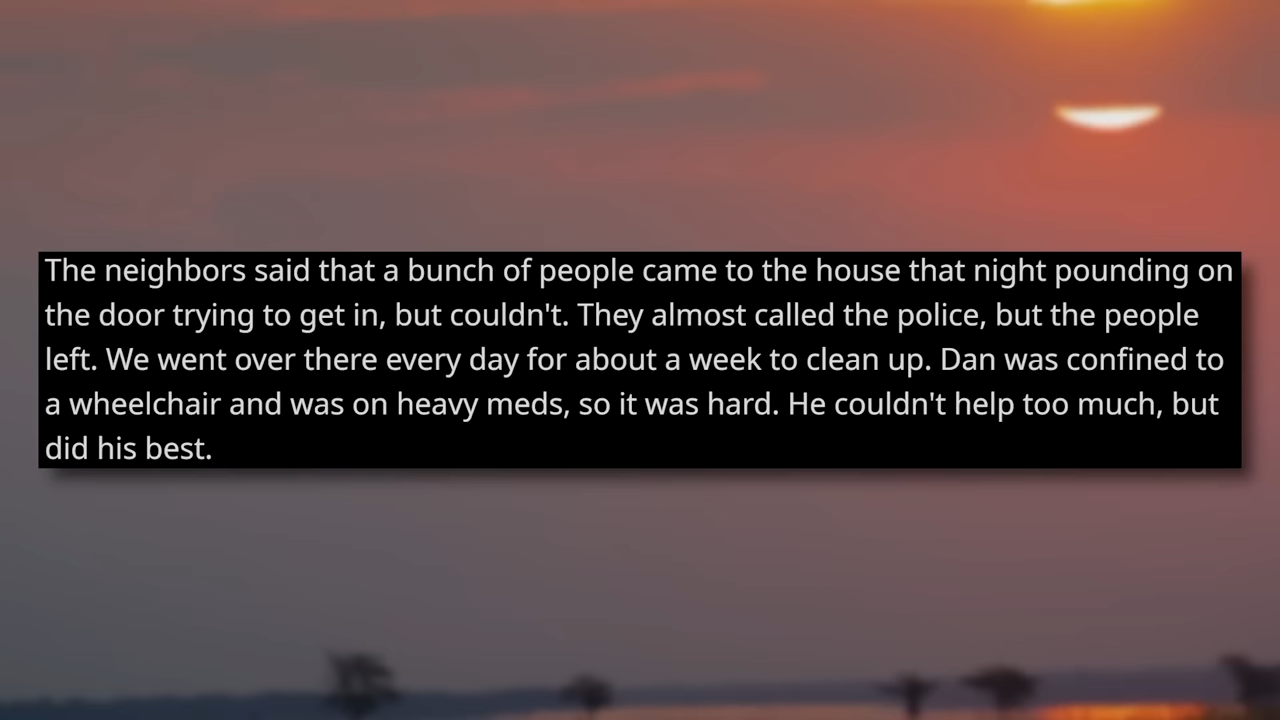 The neighbors said that a bunch of people came to the house that night pounding on
the door trying to get in, but couldn't. They almost called the police, but the people
left. We went over there every day for about a week to clean up. Dan was confined to
a wheelchair and was on heavy meds, so it was hard. He couldn't help too much, but
did his best.